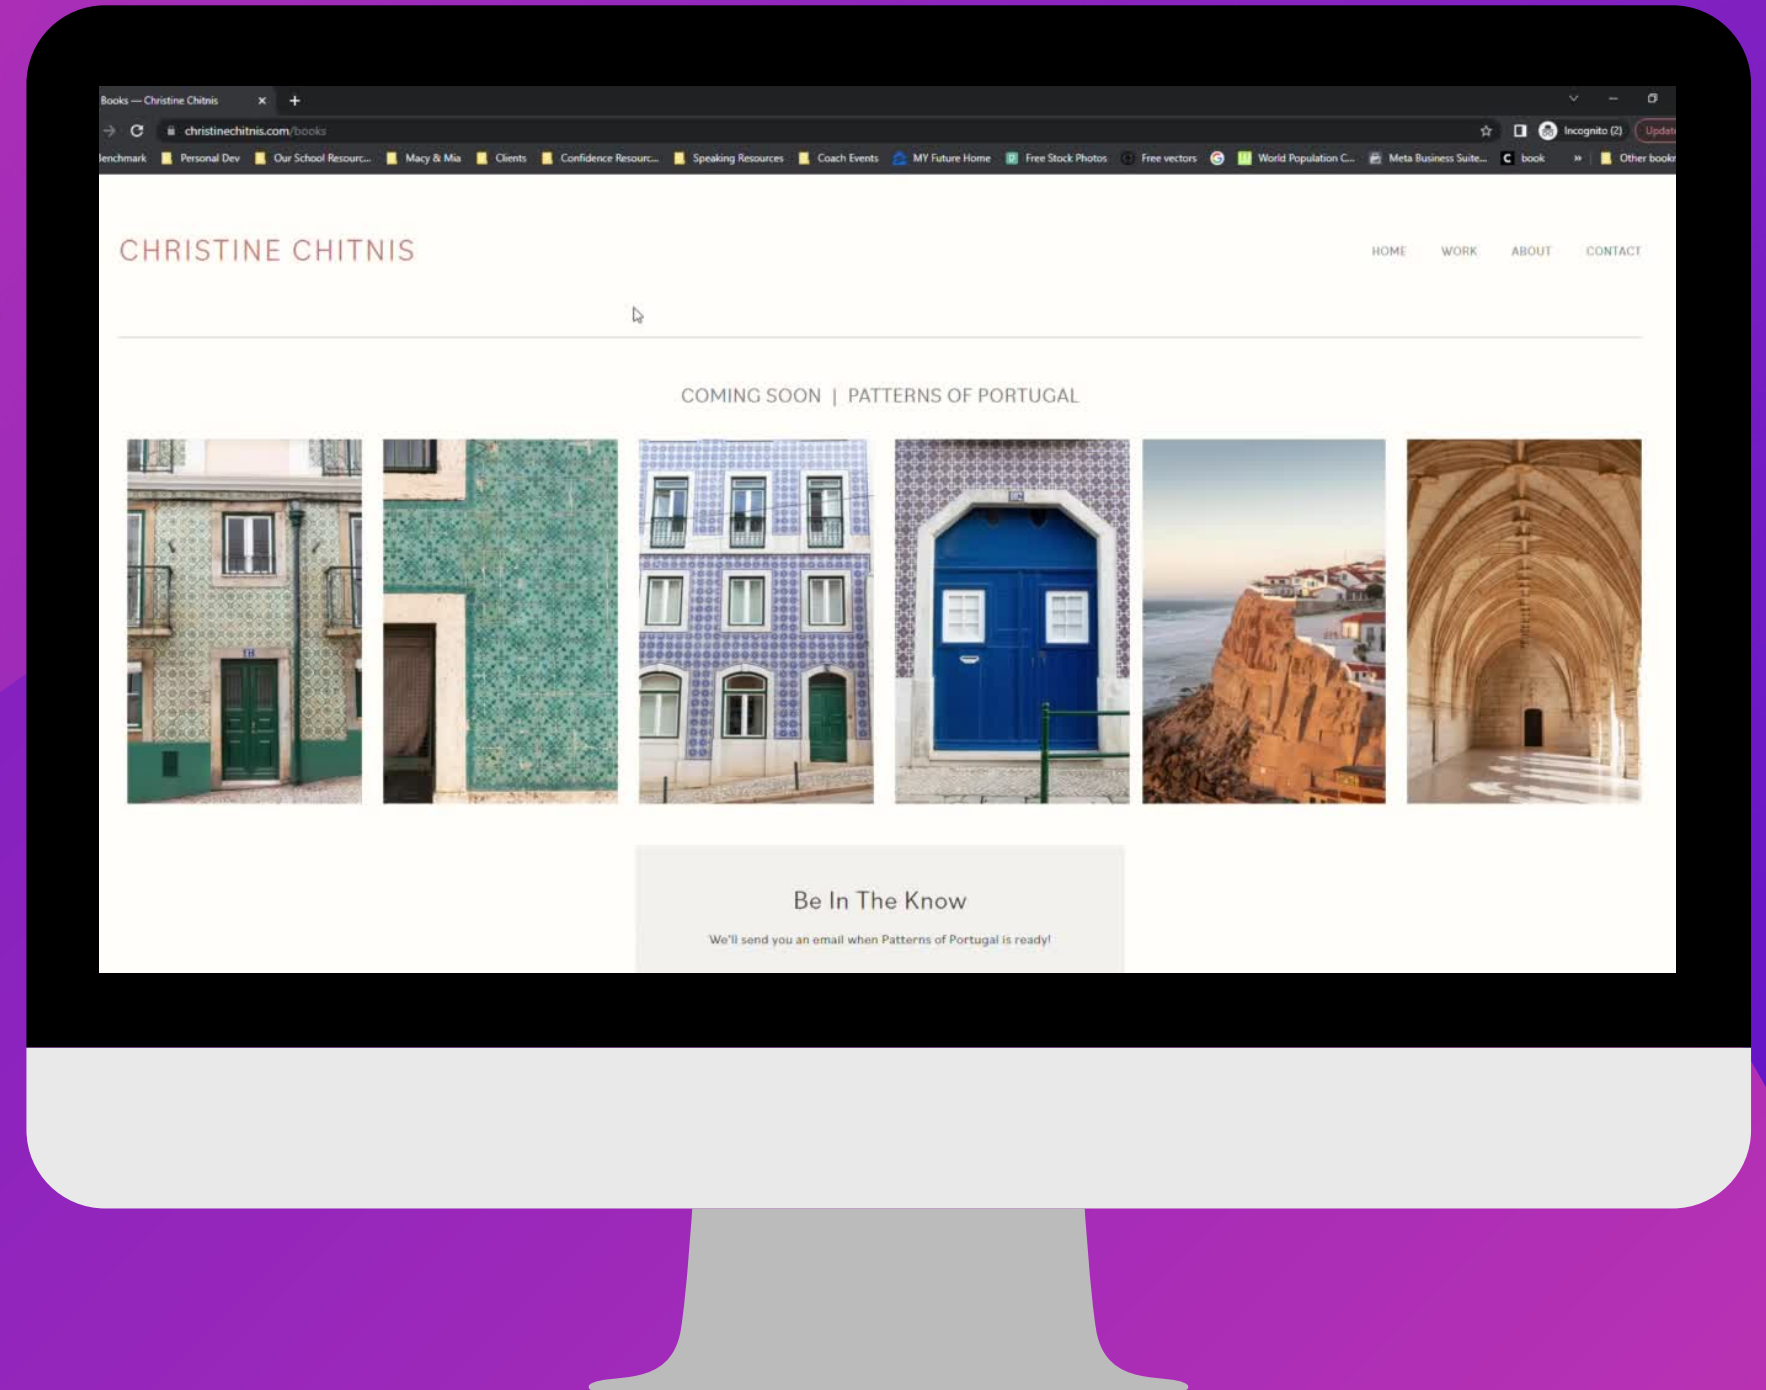 Books — Christine Chitnis
christinechitnis.com/books
Incognito (2)
Personal Dev Our School Resourc... Macy & Mia Clients Confidence Resourc... Speaking Resources Coach Events MY Future Home Free Stock Photos Free vectors World Population C... Meta Business Suite... book » Other
CHRISTINE CHITNIS
HOME WORK ABOUT CONTACT
COMING SOON | PATTERNS OF PORTUGAL
Be In The Know
We'll send you an email when Patterns of Portugal is ready!